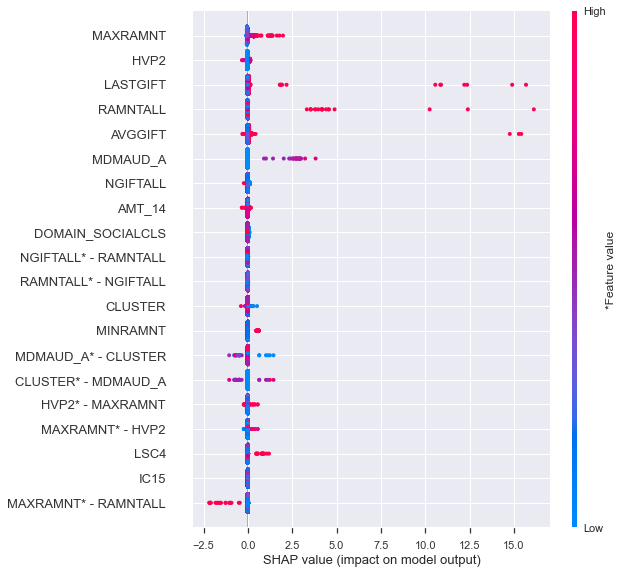 High
MAXRAMNT
HVP2
LASTGIFT
RAMNTALL
AVGGIFT
MDMAUD_A
NGIFTALL
AMT_14
DOMAIN_SOCIALCLS
NGIFTALL* - RAMNTALL
RAMNTALL* - NGIFTALL
CLUSTER
MINRAMNT
MDMAUD_A* - CLUSTER
CLUSTER* - MDMAUD_A
HVP2* - MAXRAMNT
MAXRAMNT* - HVP2
LSC4
IC15
MAXRAMNT* - RAMNTALL
*Feature value
Low
−2.5 0.0 2.5 5.0 7.5 10.0 12.5 15.0
SHAP value (impact on model output)